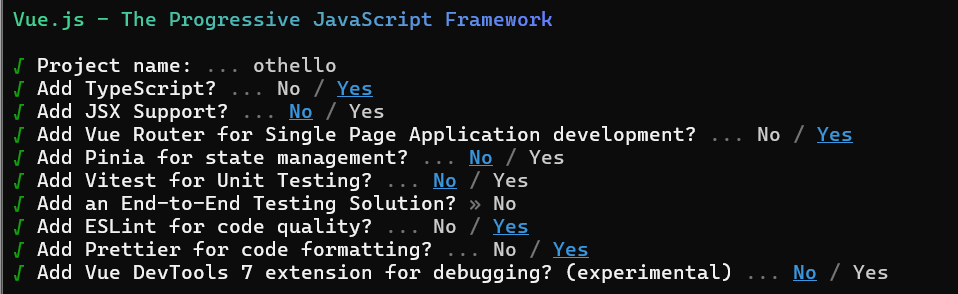 Vue.js - The Progressive JavaScript Framework
√ Project name: ... othello
√ Add TypeScript? ... No / Yes
√ Add JSX Support? ... No / Yes
√ Add Vue Router for Single Page Application development? ... No / Yes
√ Add Pinia for state management? ... No / Yes
√ Add Vitest for Unit Testing? ... No / Yes
√ Add an End-to-End Testing Solution? » No
√ Add ESLint for code quality? ... No / Yes
√ Add Prettier for code formatting? ... No / Yes
√ Add Vue DevTools 7 extension for debugging? (experimental) ... No / Yes